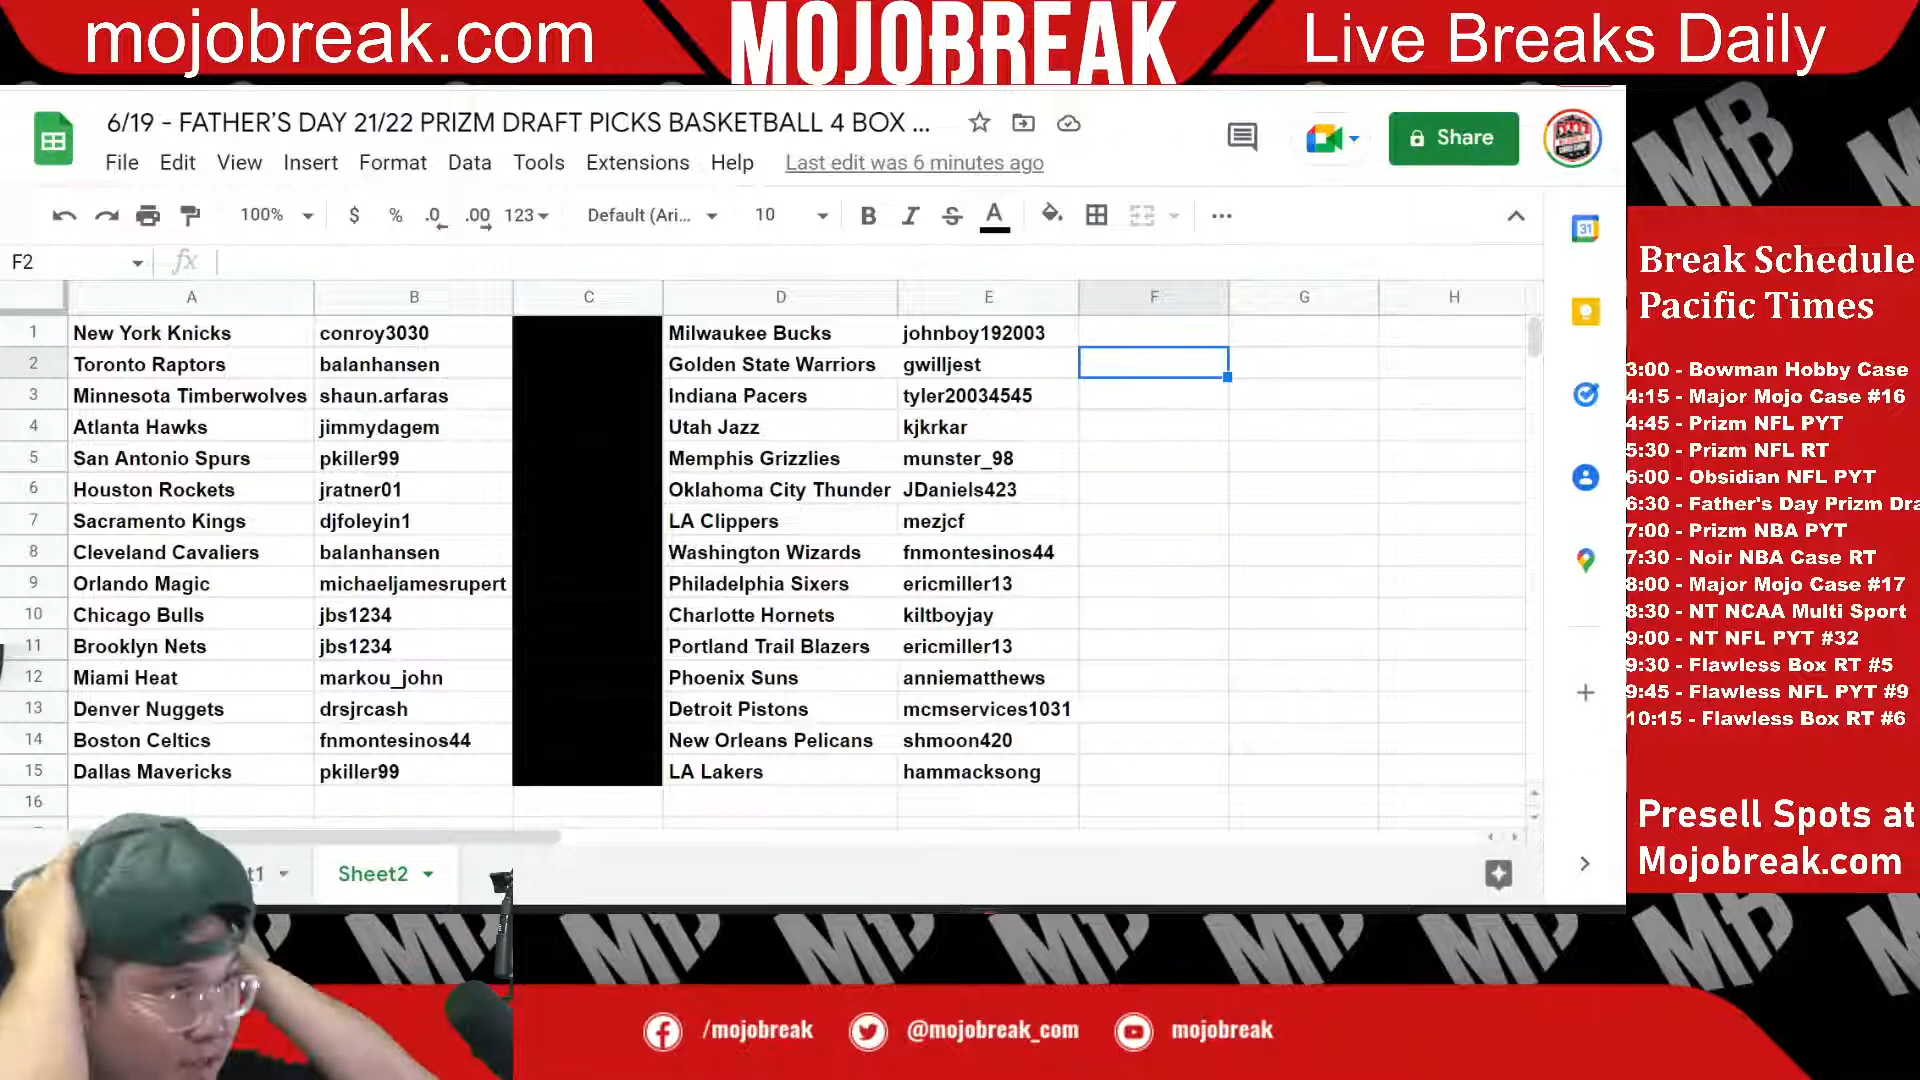 mojobreak.com
MOJOBREAK
Live Breaks Daily
6/19 - FATHER'S DAY 21/22 PRIZM DRAFT PICKS BASKETBALL 4 BOX ...
Share
File Edit View Insert Format Data Tools Extensions Help Last edit was 6 minutes ago
100% $ % .0 .00 123 Default (Ari... 10 B I S A ...
31
F2 fx
A B C D E F G H
1 New York Knicks conroy3030 Milwaukee Bucks johnboy192003
2 Toronto Raptors balanhansen Golden State Warriors gwilljest
3 Minnesota Timberwolves shaun.arfaras Indiana Pacers tyler20034545
4 Atlanta Hawks jimmydagem Utah Jazz kjkrkar
5 San Antonio Spurs pkiller99 Memphis Grizzlies munster_98
6 Houston Rockets jratner01 Oklahoma City Thunder JDaniels423
7 Sacramento Kings djfoleyin1 LA Clippers mezjcf
8 Cleveland Cavaliers balanhansen Washington Wizards fnmontesinos44
9 Orlando Magic michaeljamesrupert Philadelphia Sixers ericmiller13
10 Chicago Bulls jbs1234 Charlotte Hornets kiltboyjay
11 Brooklyn Nets jbs1234 Portland Trail Blazers ericmiller13
12 Miami Heat markou_john Phoenix Suns anniematthews
13 Denver Nuggets drsjrcash Detroit Pistons mcmservices1031
14 Boston Celtics fnmontesinos44 New Orleans Pelicans shmoon420
15 Dallas Mavericks pkiller99 LA Lakers hammacksong
16
t1 Sheet2
Break Schedule
Pacific Times
3:00 - Bowman Hobby Case
4:15 - Major Mojo Case #16
4:45 - Prizm NFL PYT
5:30 - Prizm NFL RT
6:00 - Obsidian NFL PYT
6:30 - Father's Day Prizm Dra
7:00 - Prizm NBA PYT
7:30 - Noir NBA Case RT
8:00 - Major Mojo Case #17
8:30 - NT NCAA Multi Sport
9:00 - NT NFL PYT #32
9:30 - Flawless Box RT #5
9:45 - Flawless NFL PYT #9
10:15 - Flawless Box RT #6
Presell Spots at
Mojobreak.com
/mojobreak @mojobreak_com mojobreak